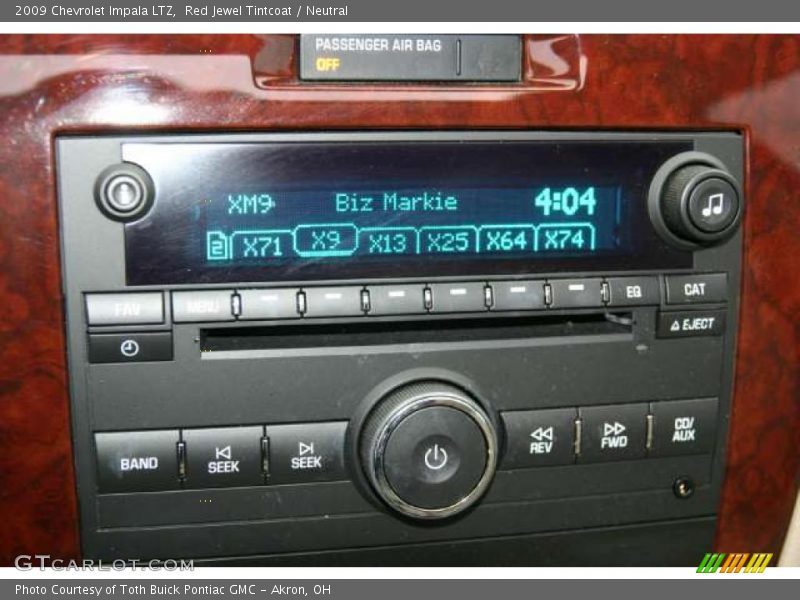 2009 Chevrolet Impala LTZ,  Red Jewel Tintcoat / Neutral
PASSENGER AIR BAG
OFF
XM9 Biz Markie 4:04
2 X71 X9 X13 X25 X64 X74
FAV MENU EQ CAT
EJECT
BAND SEEK SEEK REV FWD CD/
AUX
GTCARLOT.COM
Photo Courtesy of Toth Buick Pontiac GMC - Akron, OH